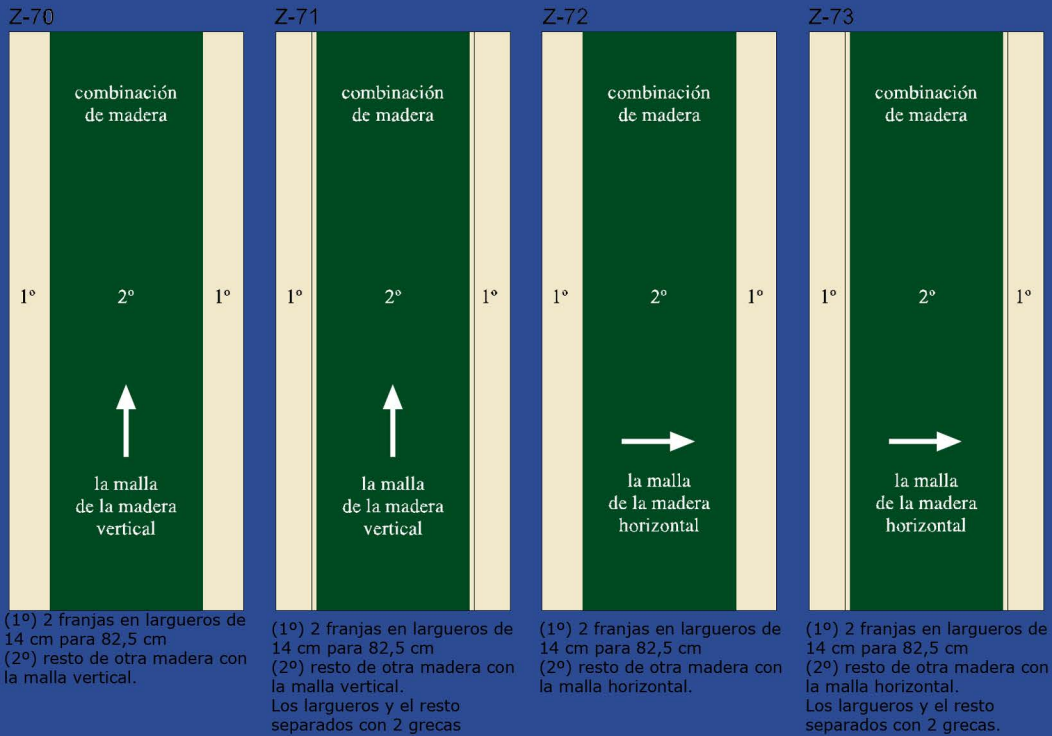 Z-70
combinación
de madera
1º 2º 1º
la malla
de la madera
vertical
(1º) 2 franjas en largueros de
14 cm para 82,5 cm
(2º) resto de otra madera con
la malla vertical.
Z-71
combinación
de madera
1º 2º 1º
la malla
de la madera
vertical
(1º) 2 franjas en largueros de
14 cm para 82,5 cm
(2º) resto de otra madera con
la malla vertical.
Los largueros y el resto
separados con 2 grecas
Z-72
combinación
de madera
1º 2º 1º
la malla
de la madera
horizontal
(1º) 2 franjas en largueros de
14 cm para 82,5 cm
(2º) resto de otra madera con
la malla horizontal.
Z-73
combinación
de madera
1º 2º 1º
la malla
de la madera
horizontal
(1º) 2 franjas en largueros de
14 cm para 82,5 cm
(2º) resto de otra madera con
la malla horizontal.
Los largueros y el resto
separados con 2 grecas.